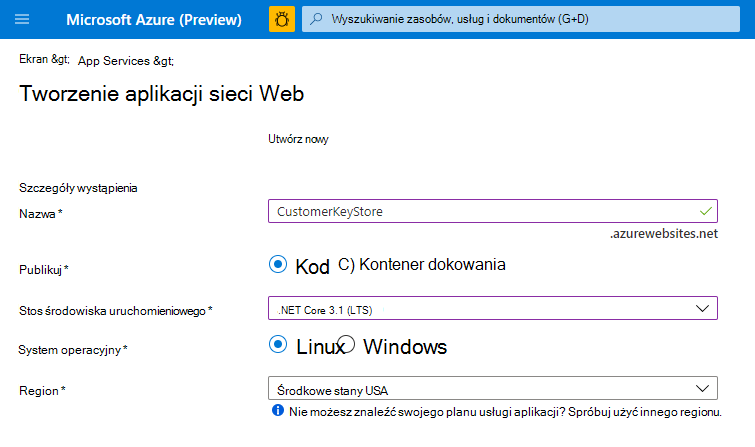 Microsoft Azure (Preview) Wyszukiwanie zasobów, usług i dokumentów (G+D)
Ekran &gt; App Services &gt;
Tworzenie aplikacji sieci Web
Utwórz nowy
Szczegóły wystąpienia
Nazwa * CustomerKeyStore
.azurewebsites.net
Publikuj * Kod C) Kontener dokowania
Stos środowiska uruchomieniowego * .NET Core 3.1 (LTS)
System operacyjny * Linux Windows
Region * Środkowe stany USA
Nie możesz znaleźć swojego planu usługi aplikacji? Spróbuj użyć innego regionu.